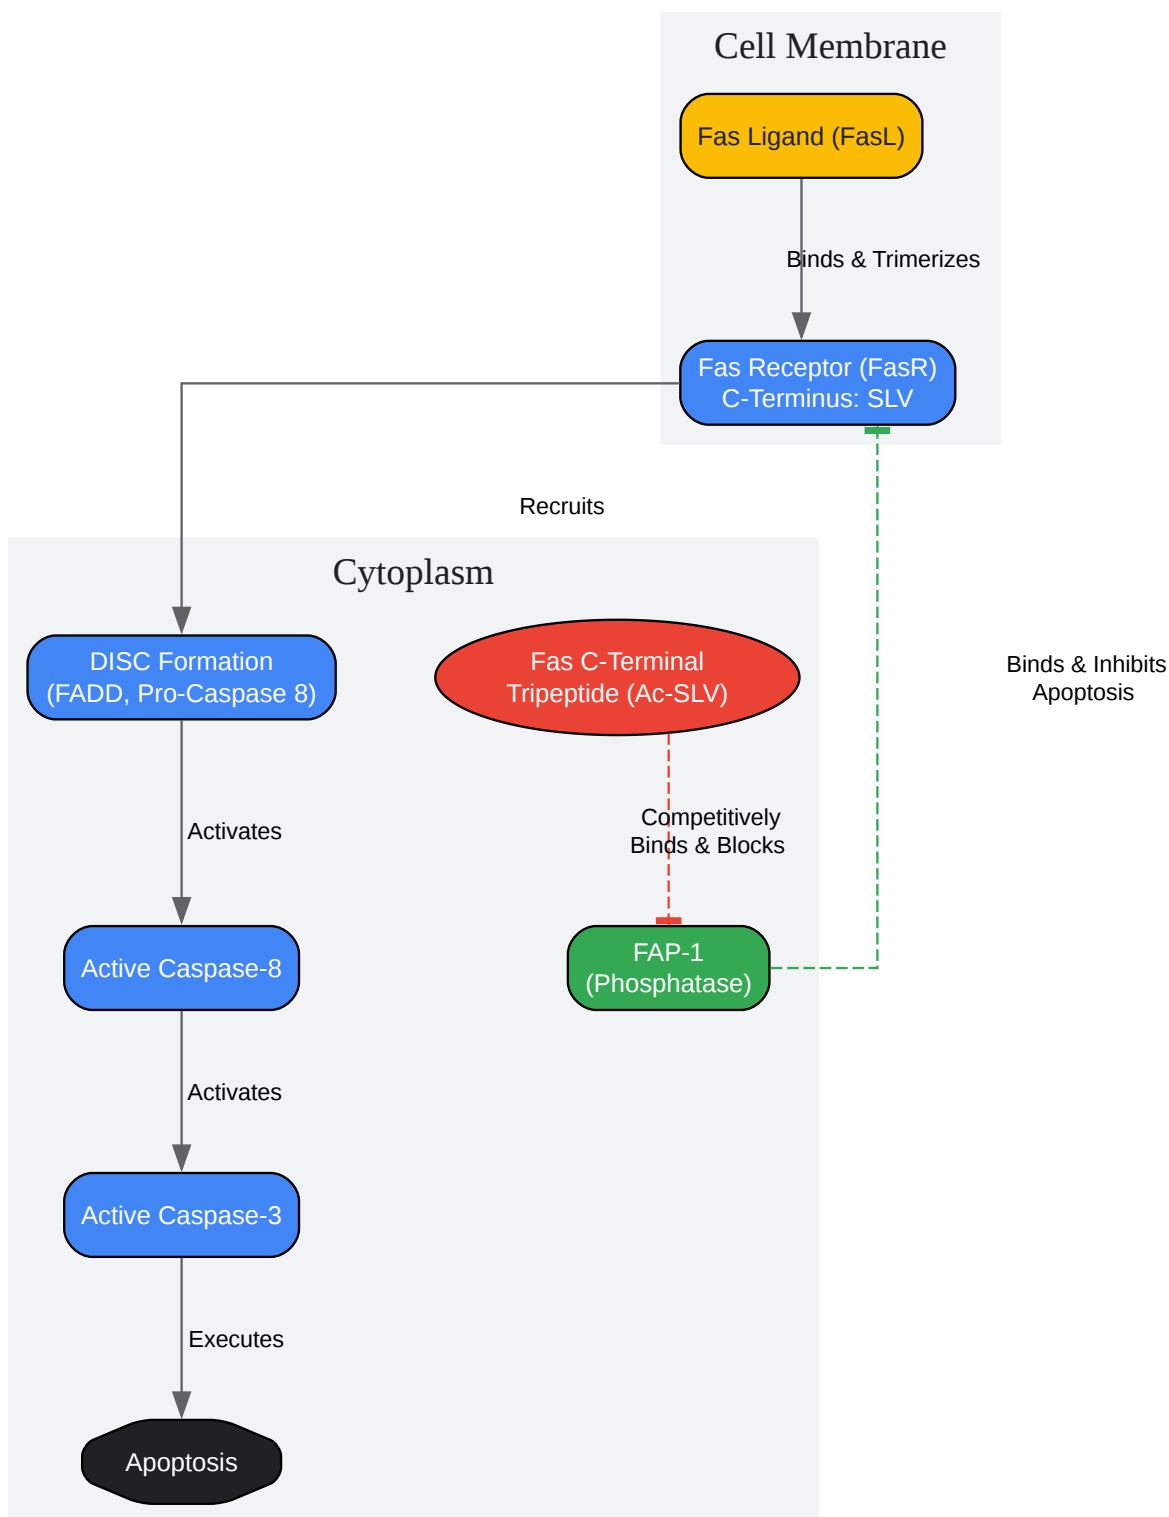 Cell Membrane
Fas Ligand (FasL)
Binds & Trimerizes
Fas Receptor (FasR)
C-Terminus: SLV
Recruits
Cytoplasm
DISC Formation
(FADD, Pro-Caspase 8)
Fas C-Terminal
Tripeptide (Ac-SLV)
Binds & Inhibits
Apoptosis
Activates
Competitively
Binds & Blocks
Active Caspase-8
FAP-1
(Phosphatase)
Activates
Active Caspase-3
Executes
Apoptosis